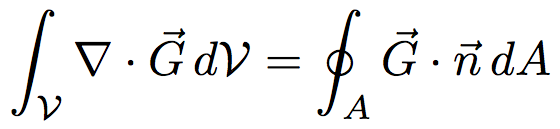 ∫_𝒱 ∇ · G⃗ d𝒱 = ∮_A G⃗ · n⃗ dA